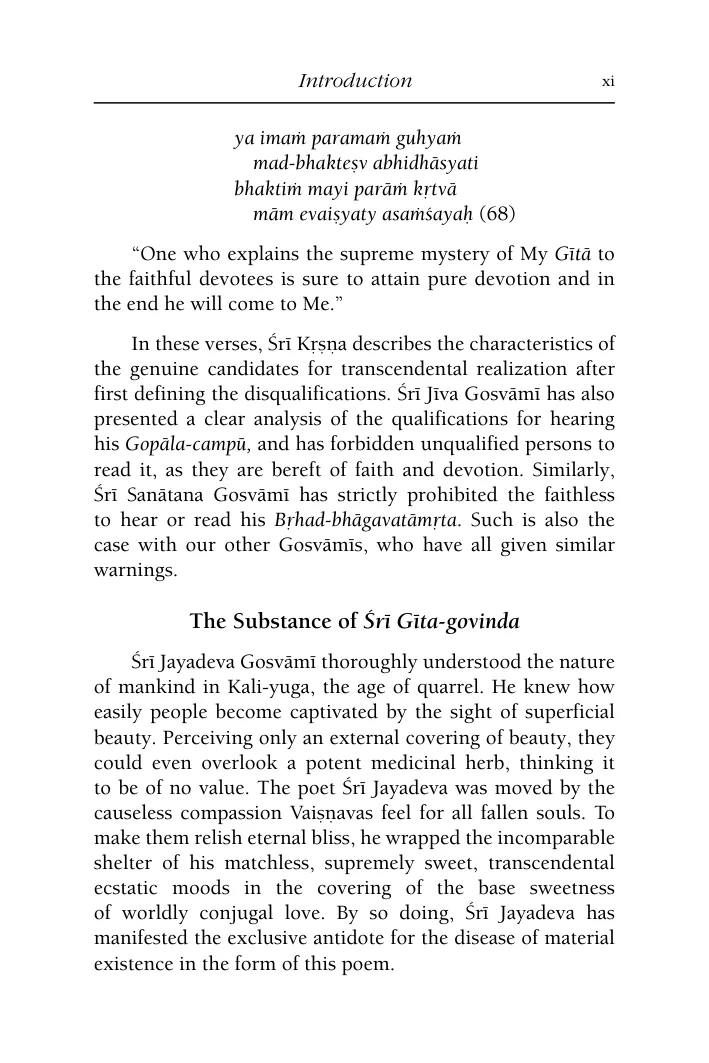 Introduction xi
ya imaṁ paramaṁ guhyaṁ
mad-bhakteṣv abhidhāsyati
bhaktiṁ mayi parāṁ kṛtvā
mām evaiṣyaty asaṁśayaḥ (68)
“One who explains the supreme mystery of My Gītā to
the faithful devotees is sure to attain pure devotion and in
the end he will come to Me.”
In these verses, Śrī Kṛṣṇa describes the characteristics of
the genuine candidates for transcendental realization after
first defining the disqualifications. Śrī Jīva Gosvāmī has also
presented a clear analysis of the qualifications for hearing
his Gopāla-campū, and has forbidden unqualified persons to
read it, as they are bereft of faith and devotion. Similarly,
Śrī Sanātana Gosvāmī has strictly prohibited the faithless
to hear or read his Bṛhad-bhāgavatāmṛta. Such is also the
case with our other Gosvāmīs, who have all given similar
warnings.
The Substance of Śrī Gīta-govinda
Śrī Jayadeva Gosvāmī thoroughly understood the nature
of mankind in Kali-yuga, the age of quarrel. He knew how
easily people become captivated by the sight of superficial
beauty. Perceiving only an external covering of beauty, they
could even overlook a potent medicinal herb, thinking it
to be of no value. The poet Śrī Jayadeva was moved by the
causeless compassion Vaiṣṇavas feel for all fallen souls. To
make them relish eternal bliss, he wrapped the incomparable
shelter of his matchless, supremely sweet, transcendental
ecstatic moods in the covering of the base sweetness
of worldly conjugal love. By so doing, Śrī Jayadeva has
manifested the exclusive antidote for the disease of material
existence in the form of this poem.